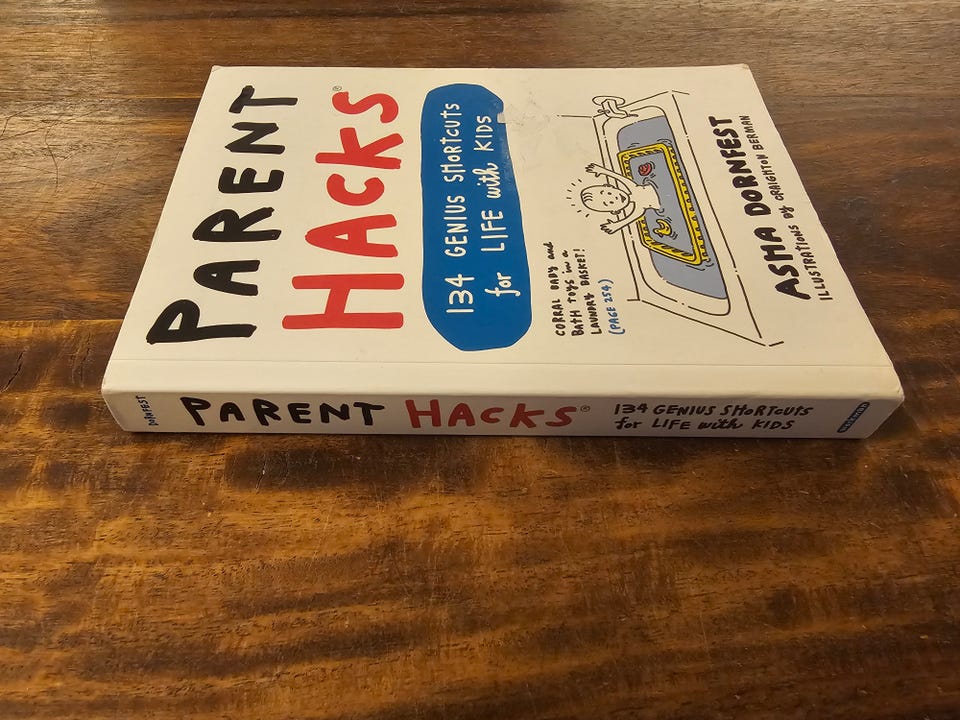 PARENT
HACKS®
134 GENIUS SHORTCUTS
for LIFE with KIDS
CORRAL BABY and
BATH TOYS in a
LAUNDRY BASKET!
(PAGE 254)
ASHA DORNFEST
ILLUSTRATIONS by CRAIGHTON BERMAN
DORNFEST
PARENT HACKS®
134 GENIUS SHORTCUTS
for LIFE with KIDS